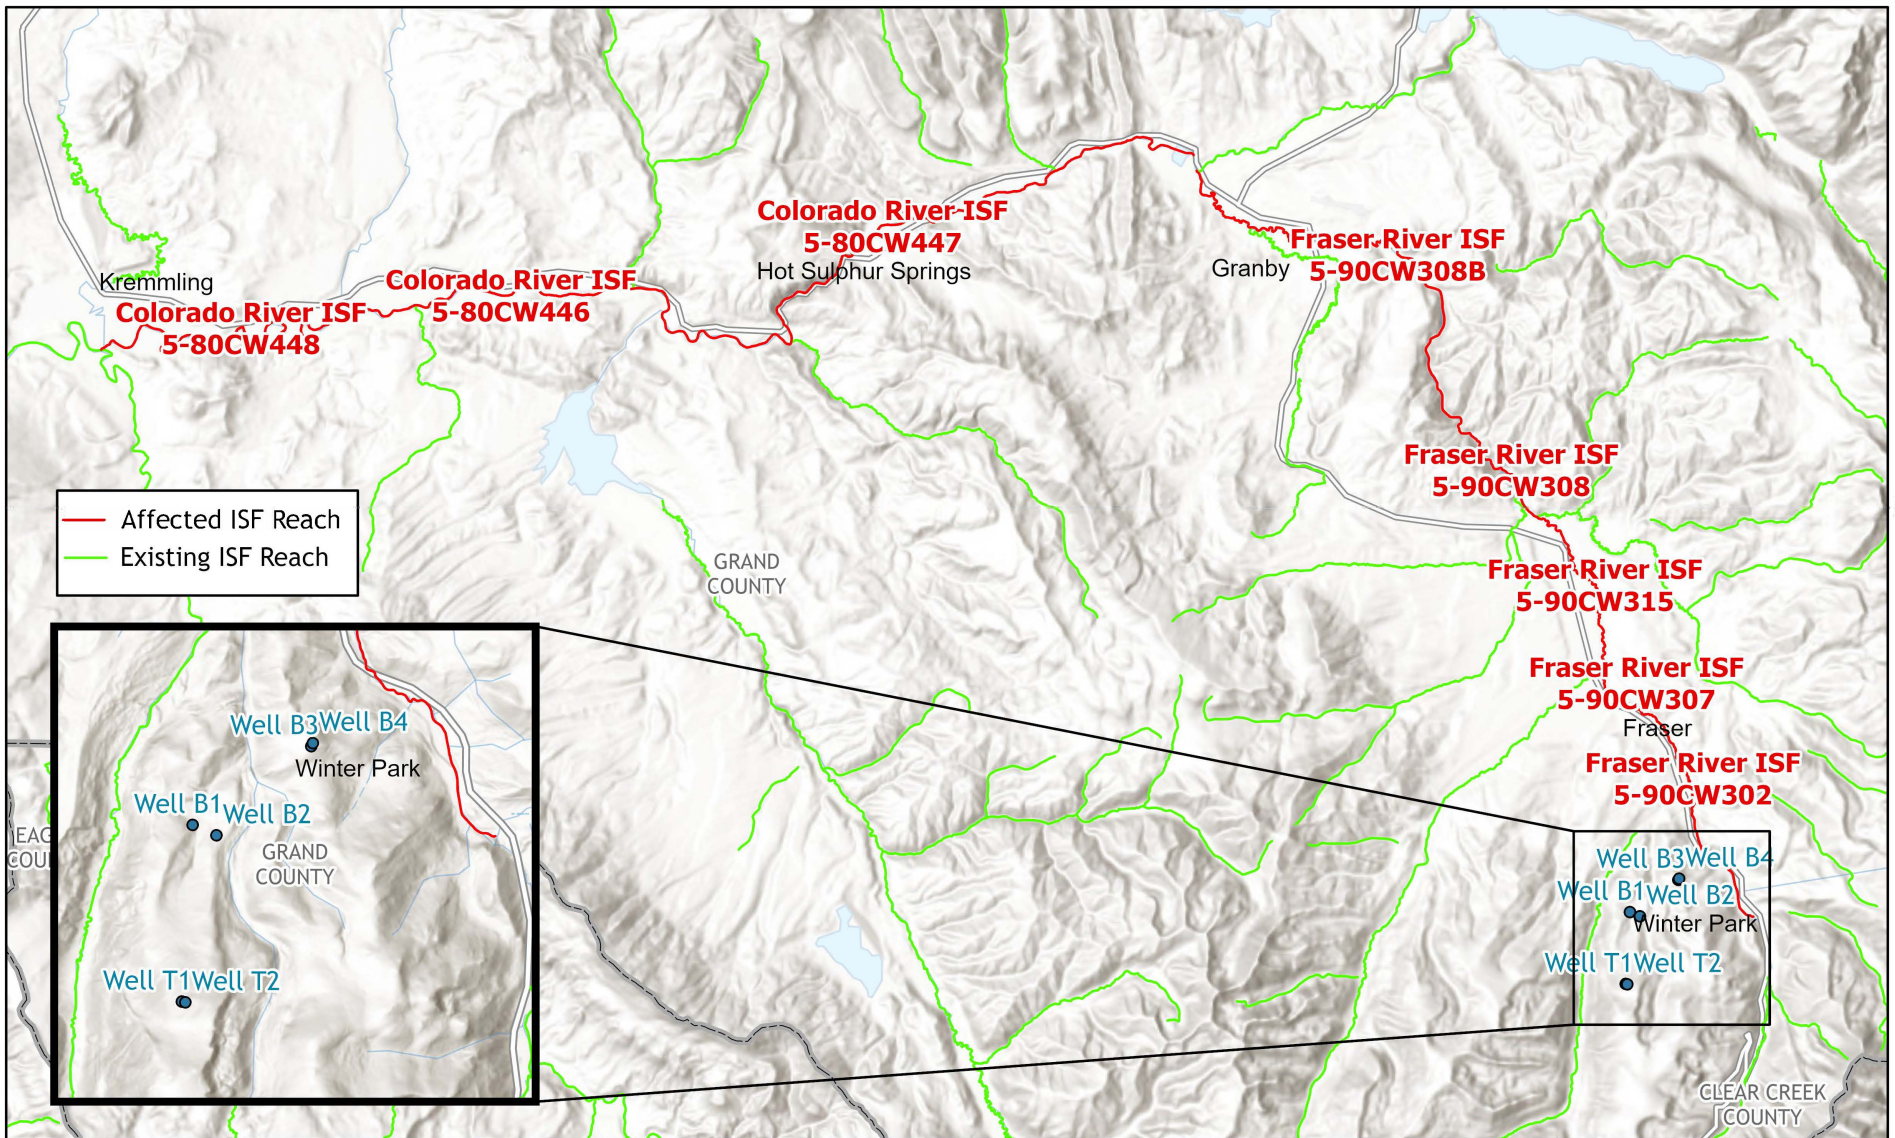 Colorado River ISF
5-80CW447
Hot Sulphur Springs
Fraser River ISF
5-90CW308B
Granby
Kremmling
Colorado River ISF
5-80CW448
Colorado River ISF
5-80CW446
Fraser River ISF
5-90CW308
Affected ISF Reach
Existing ISF Reach
GRAND
COUNTY
Fraser River ISF
5-90CW315
Fraser River ISF
5-90CW307
Fraser
Fraser River ISF
5-90CW302
Well B3 Well B4
Winter Park
Well B1 Well B2
GRAND
COUNTY
Well T1 Well T2
EAG
COU
Well B3 Well B4
Well B1 Well B2
Winter Park
Well T1 Well T2
CLEAR CREEK
COUNTY